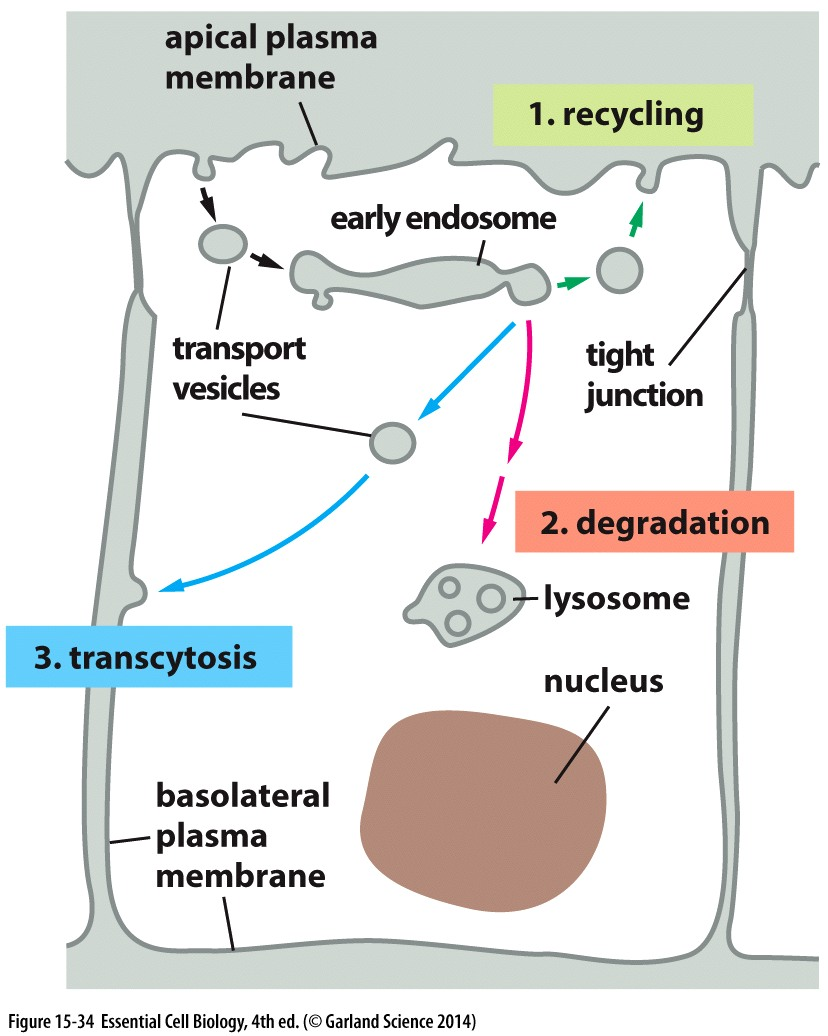 apical plasma
membrane
1. recycling
early endosome
transport
vesicles
tight
junction
2. degradation
lysosome
3. transcytosis
nucleus
basolateral
plasma
membrane
Figure 15-34 Essential Cell Biology, 4th ed. (© Garland Science 2014)